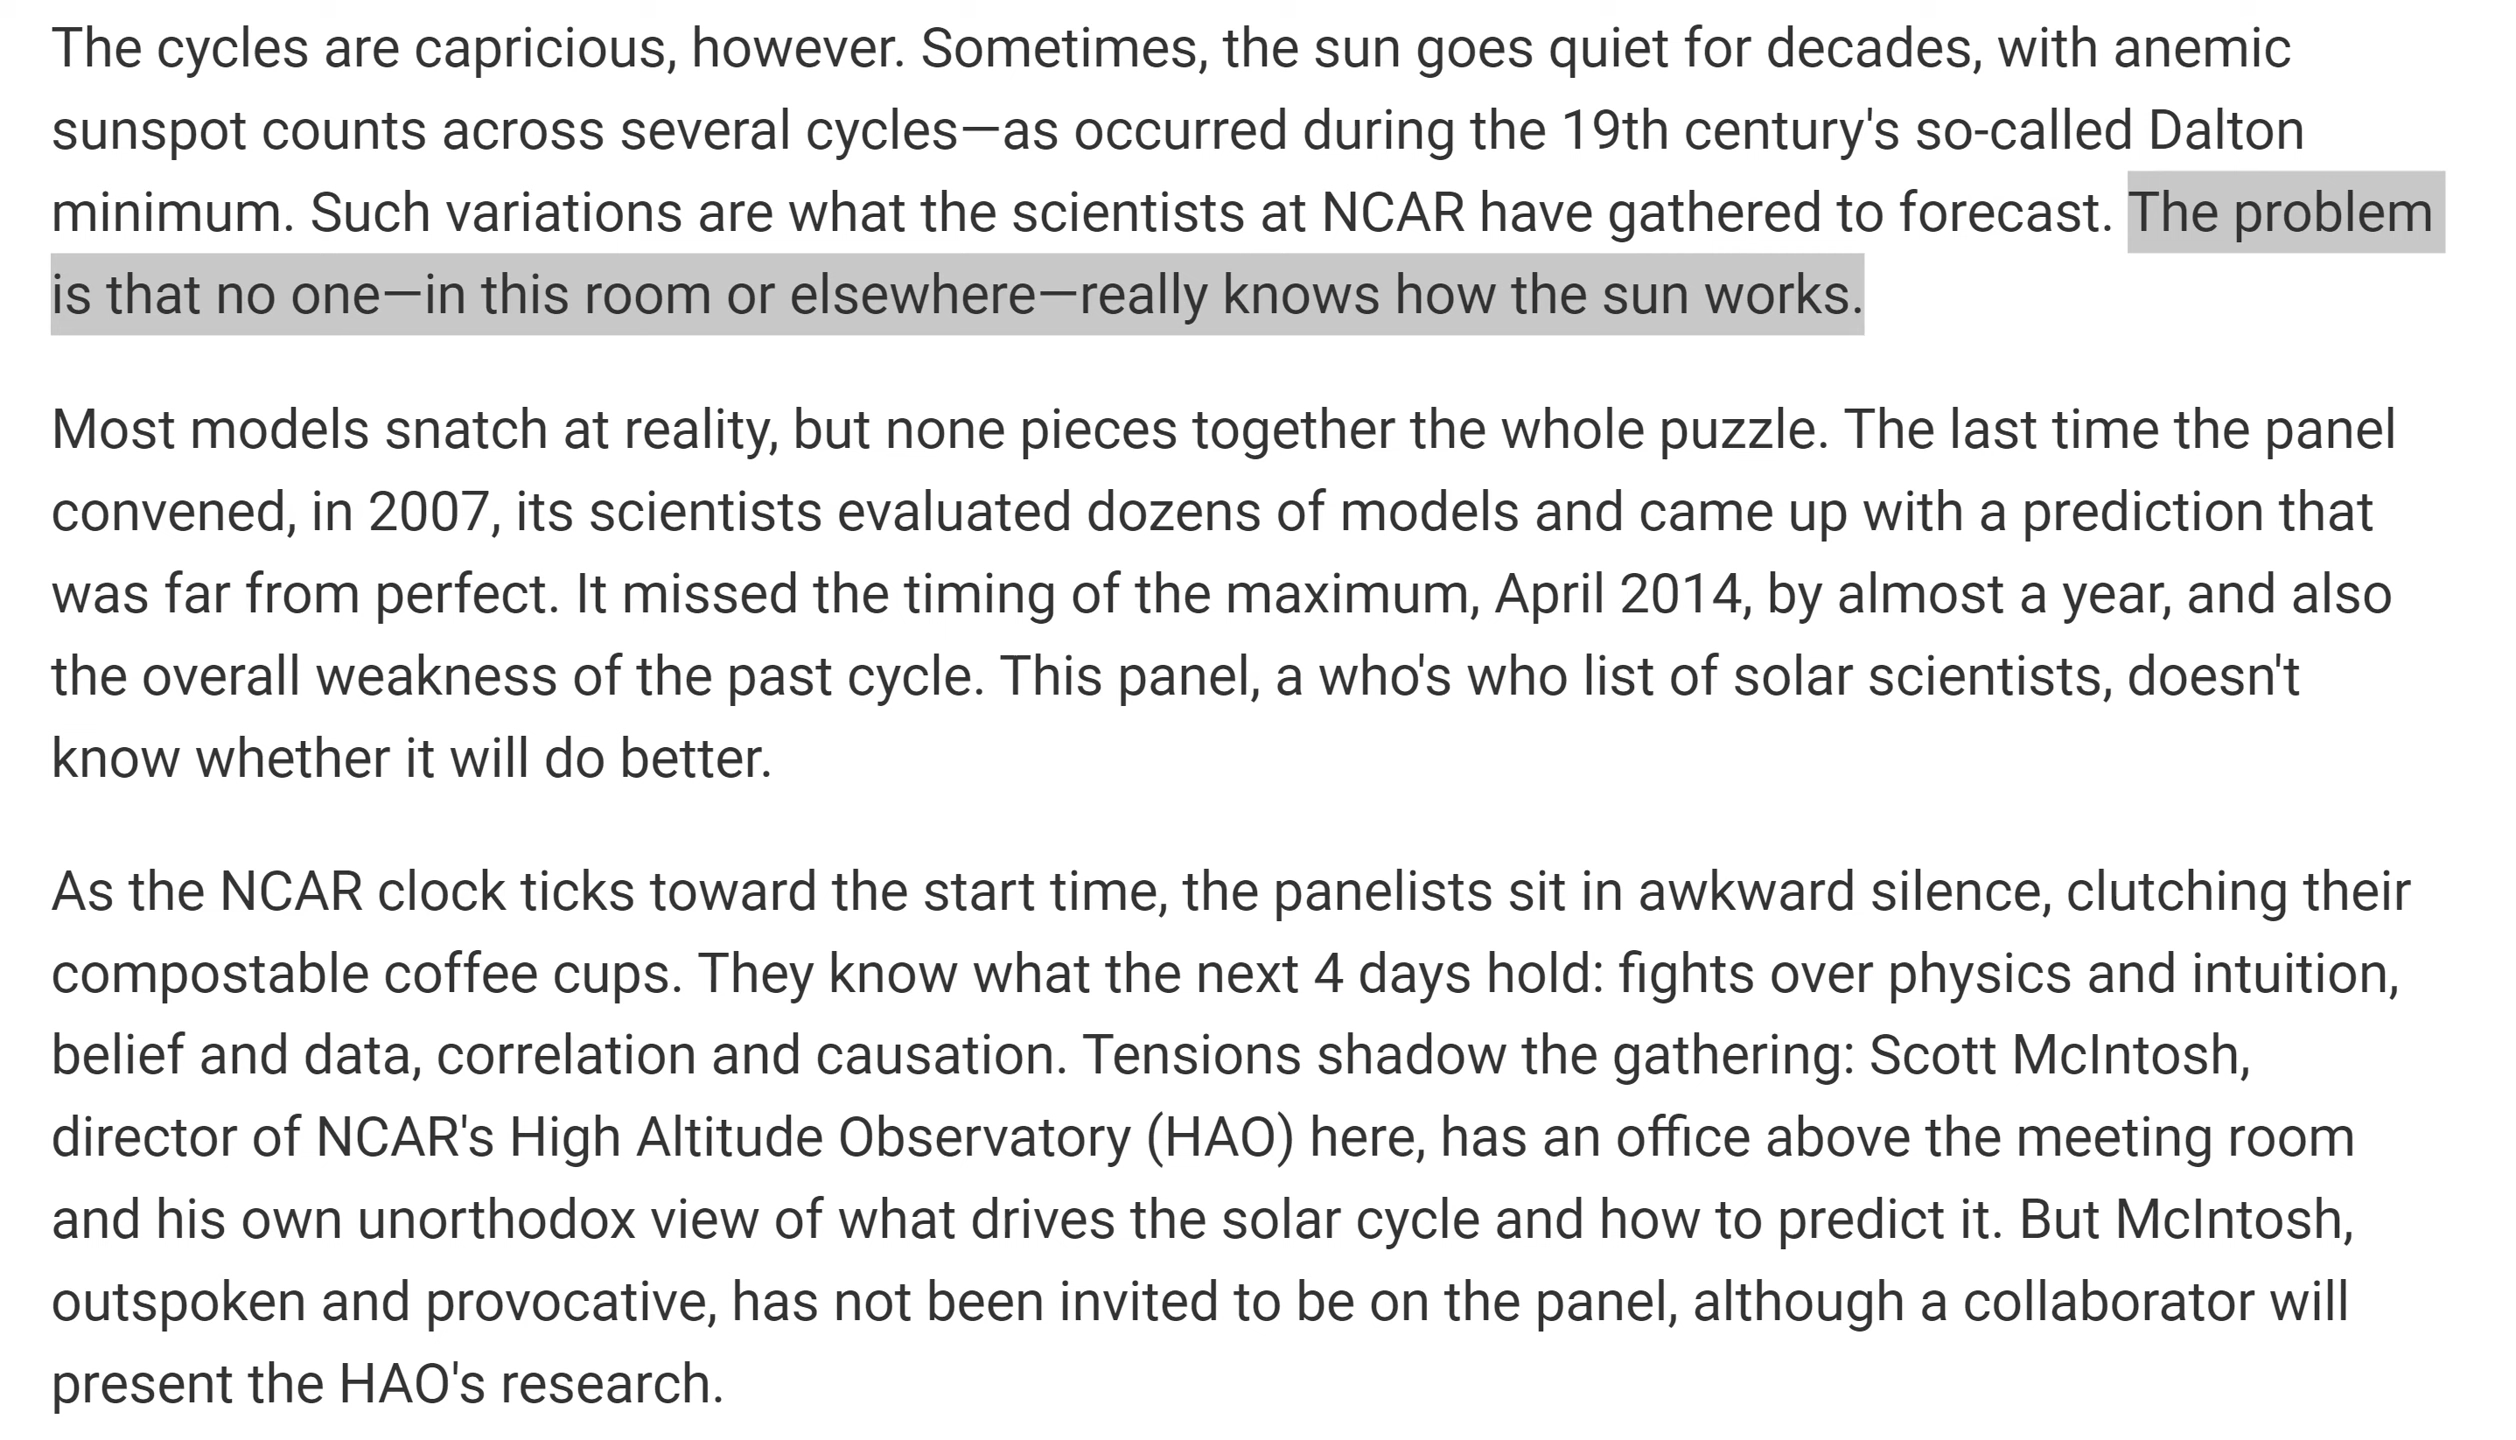 The cycles are capricious, however. Sometimes, the sun goes quiet for decades, with anemic
sunspot counts across several cycles—as occurred during the 19th century's so-called Dalton
minimum. Such variations are what the scientists at NCAR have gathered to forecast. The problem
is that no one—in this room or elsewhere—really knows how the sun works.
Most models snatch at reality, but none pieces together the whole puzzle. The last time the panel
convened, in 2007, its scientists evaluated dozens of models and came up with a prediction that
was far from perfect. It missed the timing of the maximum, April 2014, by almost a year, and also
the overall weakness of the past cycle. This panel, a who's who list of solar scientists, doesn't
know whether it will do better.
As the NCAR clock ticks toward the start time, the panelists sit in awkward silence, clutching their
compostable coffee cups. They know what the next 4 days hold: fights over physics and intuition,
belief and data, correlation and causation. Tensions shadow the gathering: Scott McIntosh,
director of NCAR's High Altitude Observatory (HAO) here, has an office above the meeting room
and his own unorthodox view of what drives the solar cycle and how to predict it. But McIntosh,
outspoken and provocative, has not been invited to be on the panel, although a collaborator will
present the HAO's research.